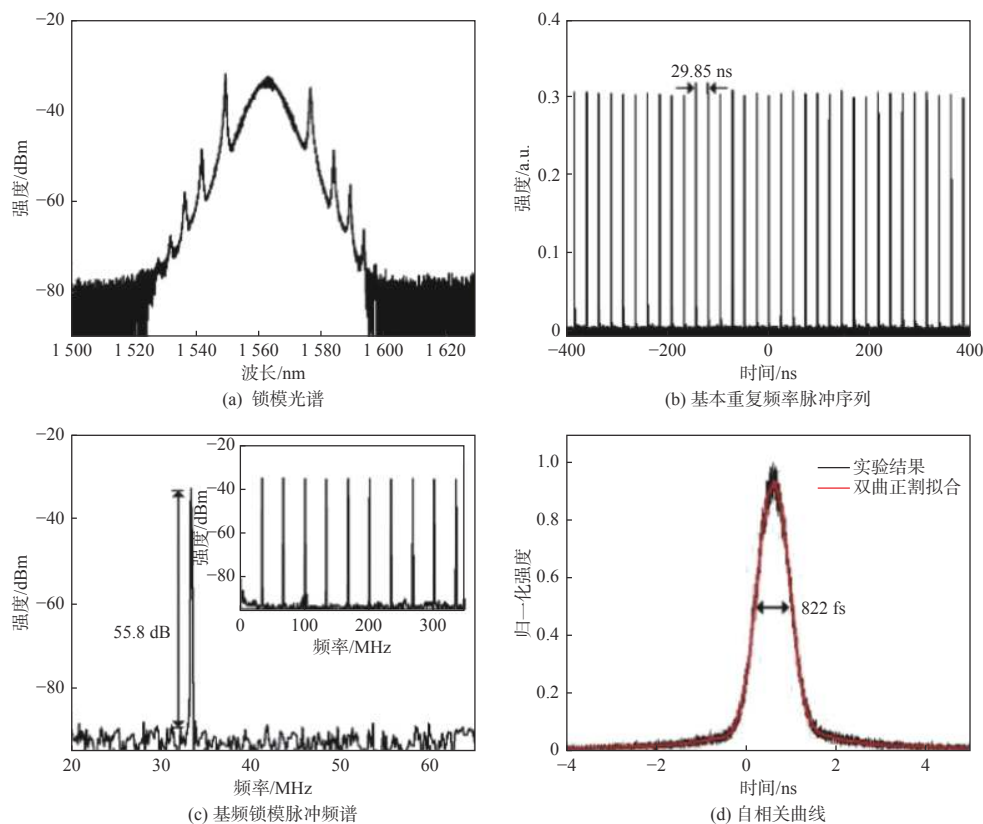 −20
−40
−60
−80
强度/dBm
1 500
1 520
1 540
1 560
1 580
1 600
1 620
波长/nm
(a) 锁模光谱
0.4
0.3
0.2
0.1
0
强度/a.u.
29.85 ns
−400
−200
0
200
400
时间/ns
(b) 基本重复频率脉冲序列
−20
−40
−60
−80
强度/dBm
55.8 dB
20
30
40
50
60
频率/MHz
−20
−40
−60
−80
强度/dBm
0
100
200
300
频率/MHz
(c) 基频锁模脉冲频谱
1.0
0.8
0.6
0.4
0.2
0
归一化强度
实验结果
双曲正割拟合
822 fs
−4
−2
0
2
4
时间/ns
(d) 自相关曲线